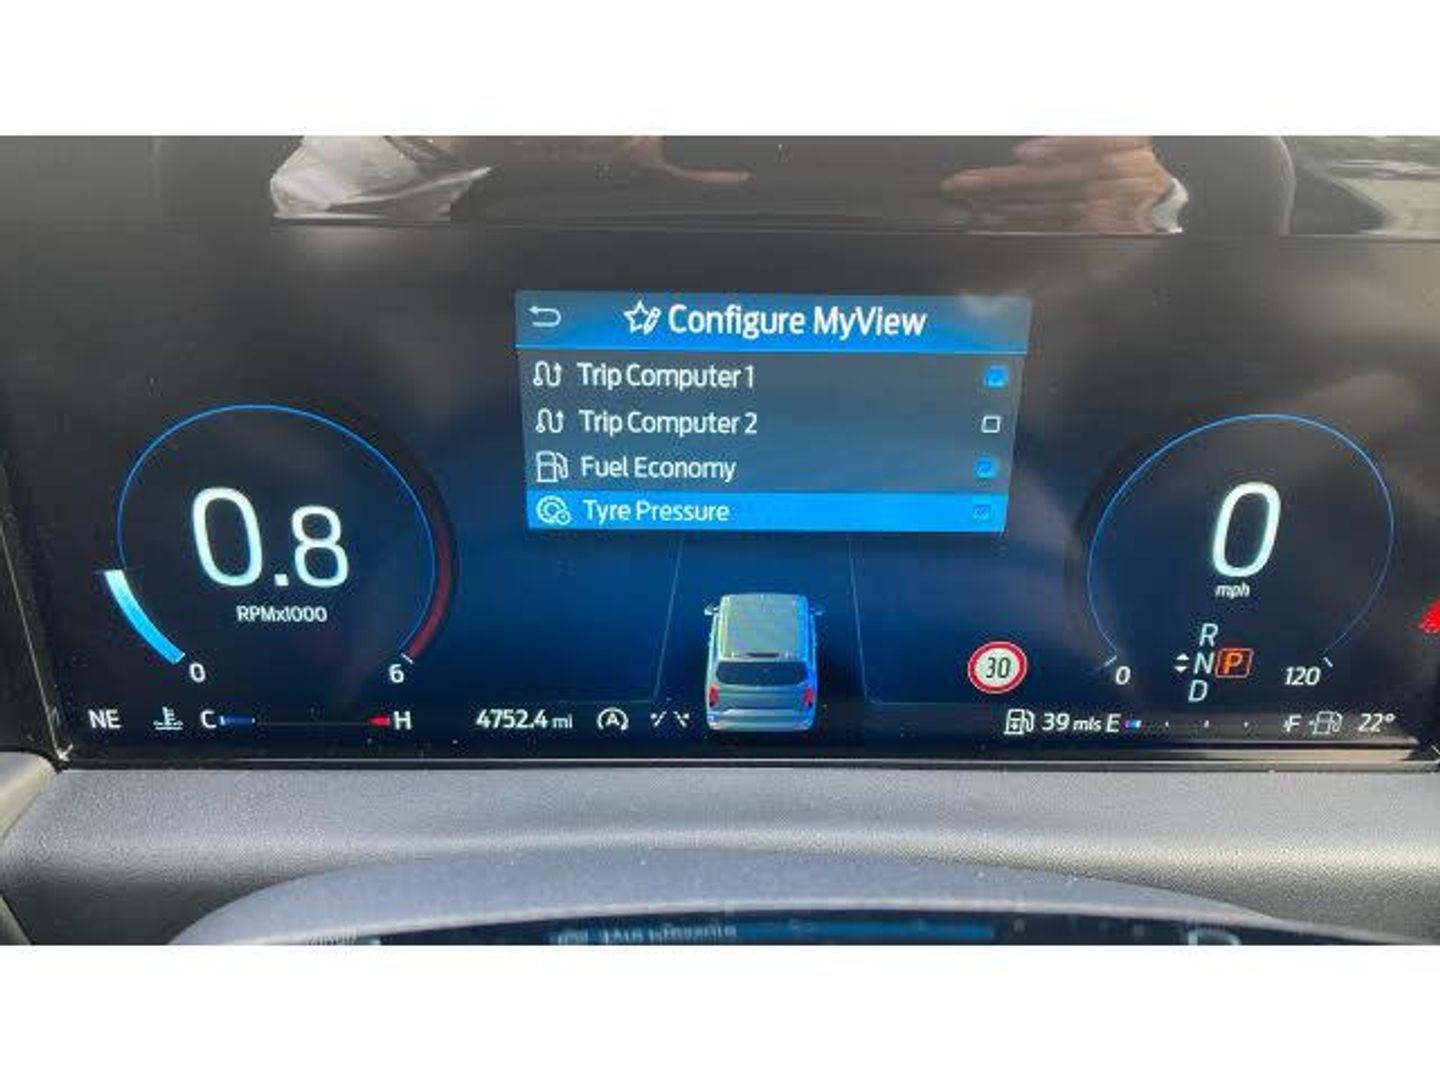 Configure MyView
Trip Computer 1
Trip Computer 2
Fuel Economy
Tyre Pressure
0.8
RPMx1000
0
6
0
mph
R
N P
D
0
120
30
NE
C
H
4752.4 mi
A
39 mls E
F
22°